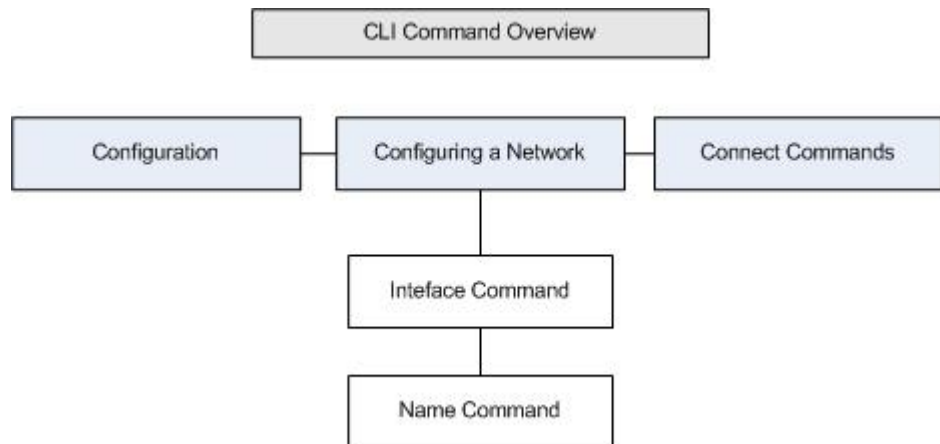 CLI Command Overview
Configuration
Configuring a Network
Connect Commands
Inteface Command
Name Command